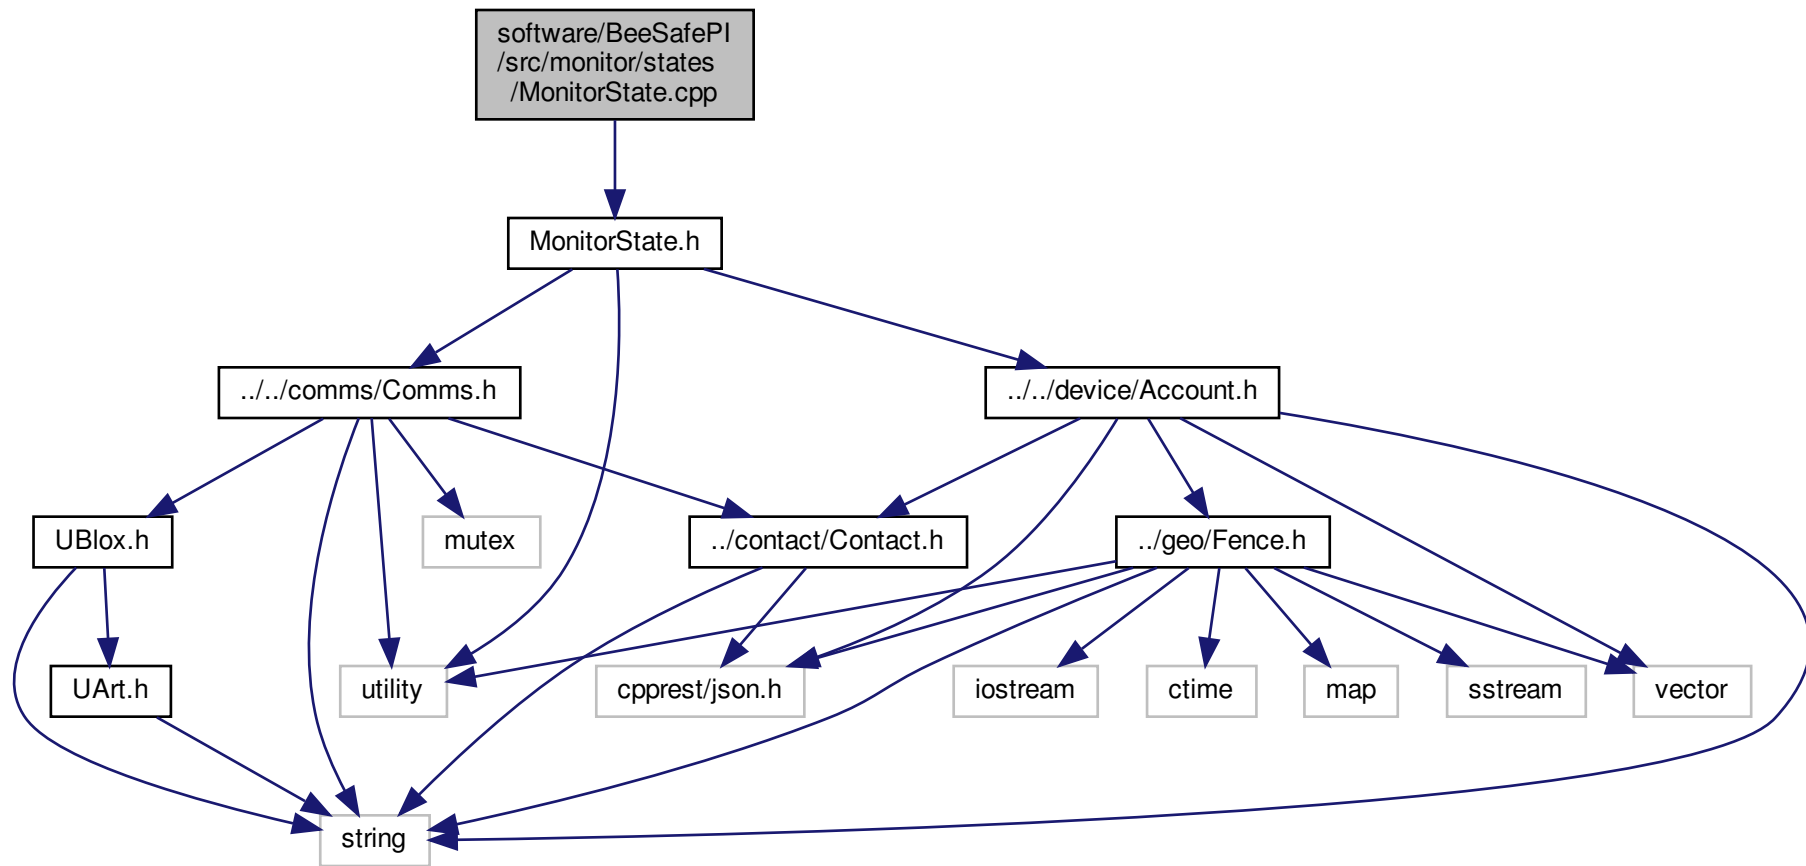 software/BeeSafePI
/src/monitor/states
/MonitorState.cpp
MonitorState.h
../../comms/Comms.h
../../device/Account.h
UBlox.h
mutex
../contact/Contact.h
../geo/Fence.h
UArt.h
utility
cpprest/json.h
iostream
ctime
map
sstream
vector
string